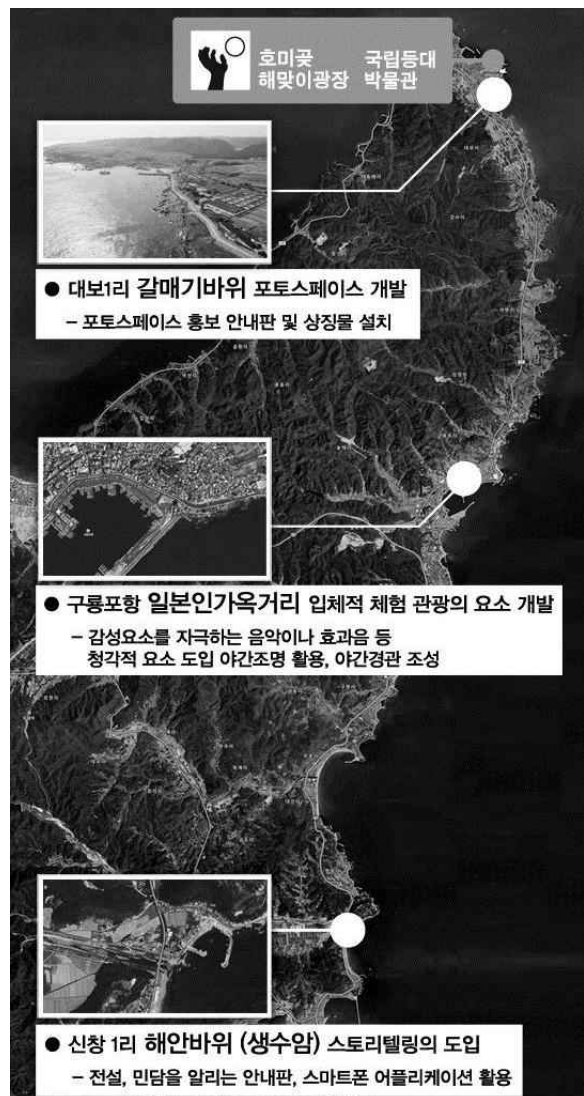 호미곶 해맞이광장
국립등대 박물관
● 대보1리 갈매기바위 포토스페이스 개발
– 포토스페이스 홍보 안내판 및 상징물 설치
● 구룡포항 일본인가옥거리 입체적 체험 관광의 요소 개발
– 감성요소를 자극하는 음악이나 효과음 등
청각적 요소 도입 야간조명 활용, 야간경관 조성
● 신창 1리 해안바위 (생수암) 스토리텔링의 도입
– 전설, 민담을 알리는 안내판, 스마트폰 어플리케이션 활용